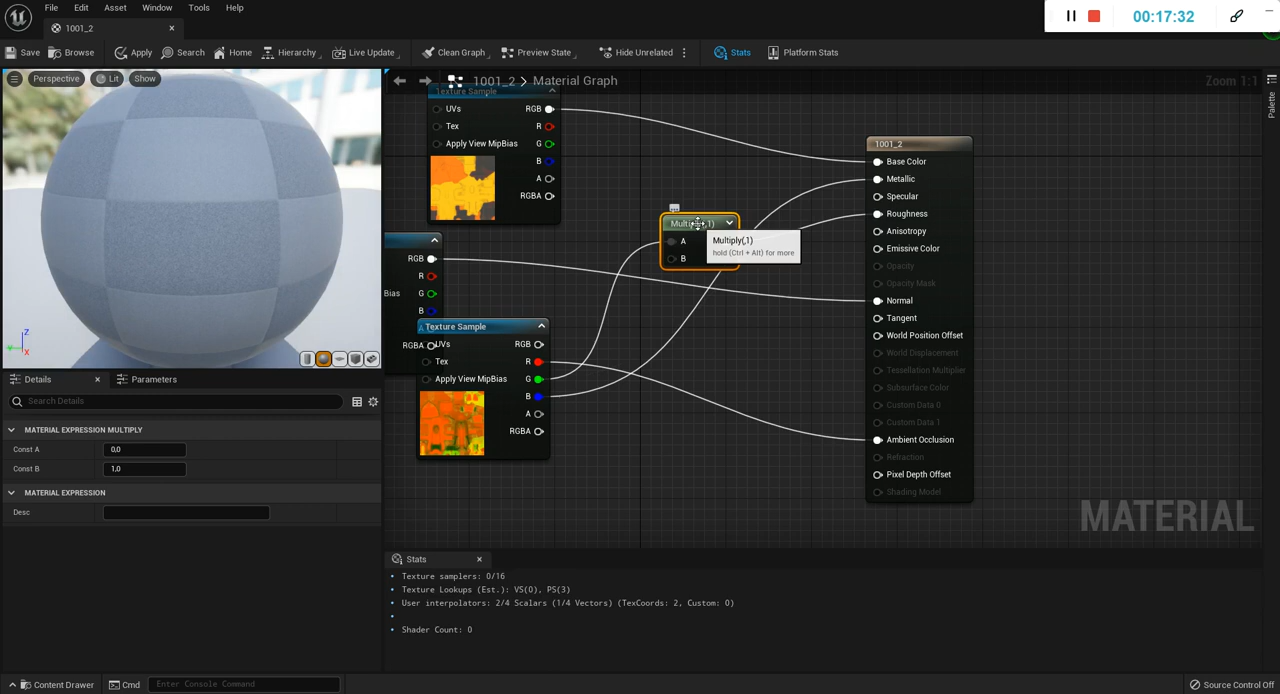 File Edit Asset Window Tools Help
00:17:32
1001_2
Save Browse Apply Search Home Hierarchy Live Update Clean Graph Preview State Hide Unrelated Stats Platform Stats
Perspective Lit Show
1001_2 > Material Graph
Zoom 1:1
Palette
Texture Sample
UVs RGB
Tex R
Apply View MipBias G
B
A
RGBA
1001_2
Base Color
Metallic
Specular
Roughness
Anisotropy
Emissive Color
Opacity
Opacity Mask
Normal
Tangent
World Position Offset
World Displacement
Tessellation Multiplier
Subsurface Color
Custom Data 0
Custom Data 1
Ambient Occlusion
Refraction
Pixel Depth Offset
Shading Model
Multiply(,1)
A
B
Multiply(,1)
hold (Ctrl + Alt) for more
RGB
R
Bias G
B
A
RGBA
Texture Sample
UVs RGB
Tex R
Apply View MipBias G
B
A
RGBA
MATERIAL
Z
Y
X
Details Parameters
Search Details
MATERIAL EXPRESSION MULTIPLY
Const A 0,0
Const B 1,0
MATERIAL EXPRESSION
Desc
Stats
Texture samplers: 0/16
Texture Lookups (Est.): VS(0), PS(3)
User interpolators: 2/4 Scalars (1/4 Vectors) (TexCoords: 2, Custom: 0)
Shader Count: 0
Content Drawer Cmd Enter Console Command Source Control Off